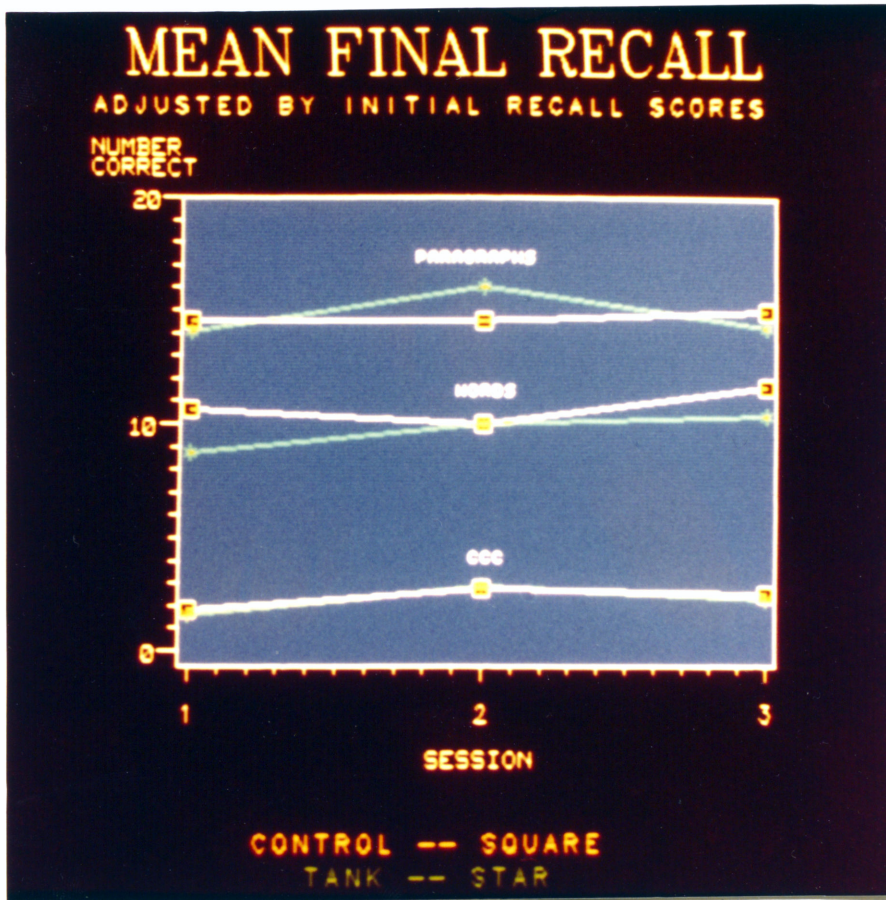 MEAN FINAL RECALL
ADJUSTED BY INITIAL RECALL SCORES
NUMBER
CORRECT
20
PARAGRAPHS
WORDS
10
CCC
0
1 2 3
SESSION
CONTROL -- SQUARE
TANK -- STAR